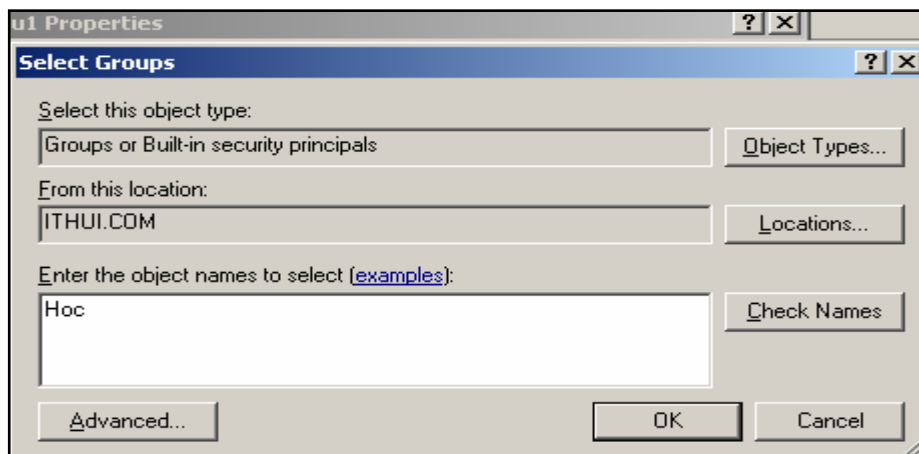 u1 Properties
Select Groups
Select this object type:
Groups or Built-in security principals
Object Types...
From this location:
ITHUI.COM
Locations...
Enter the object names to select (examples):
Hoc
Check Names
Advanced...
OK
Cancel